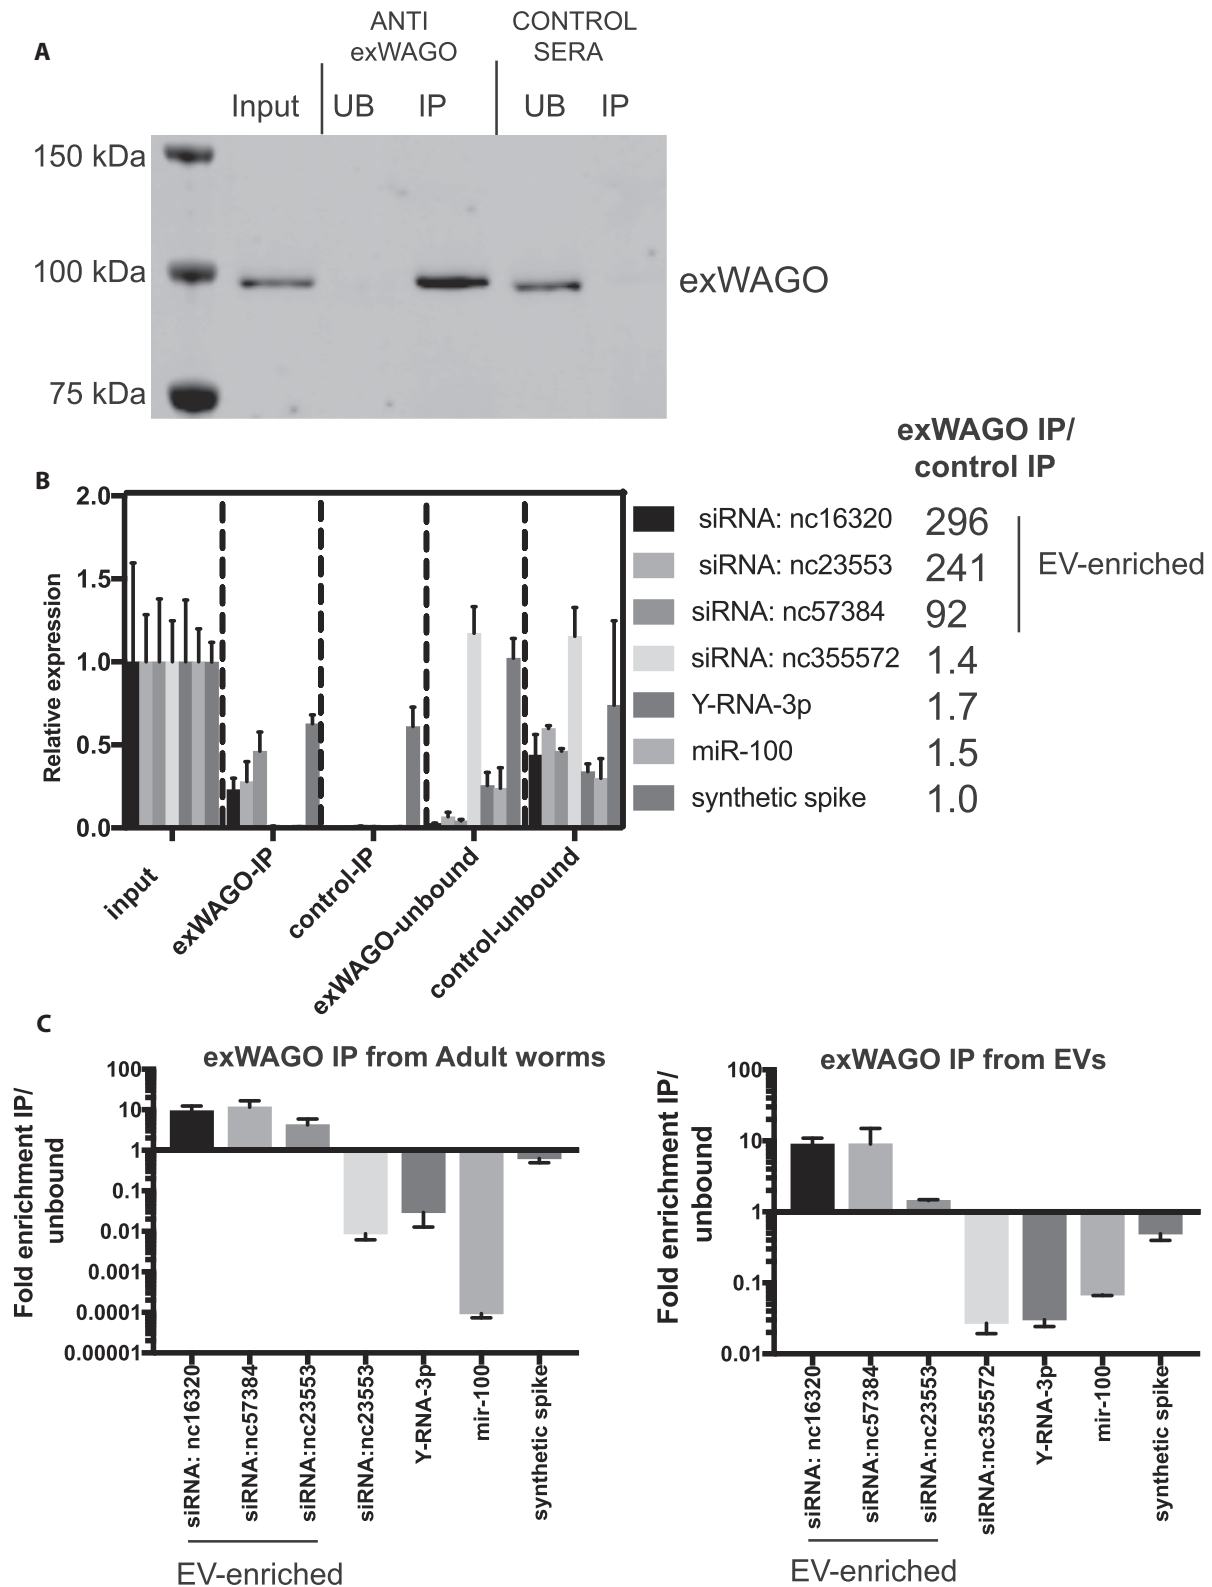 A
ANTI
exWAGO
CONTROL
SERA
Input
UB
IP
UB
IP
150 kDa
100 kDa
75 kDa
exWAGO
exWAGO IP/
control IP
B
Relative expression
2.0
1.5
1.0
0.5
0.0
input
exWAGO-IP
control-IP
exWAGO-unbound
control-unbound
siRNA: nc16320 296
siRNA: nc23553 241
siRNA: nc57384 92
siRNA: nc355572 1.4
Y-RNA-3p 1.7
miR-100 1.5
synthetic spike 1.0
EV-enriched
C
exWAGO IP from Adult worms
Fold enrichment IP/
unbound
100
10
1
0.1
0.01
0.001
0.0001
0.00001
siRNA: nc16320
siRNA:nc57384
siRNA:nc23553
siRNA:nc23553
Y-RNA-3p
mir-100
synthetic spike
EV-enriched
exWAGO IP from EVs
Fold enrichment IP/
unbound
100
10
1
0.1
0.01
siRNA: nc16320
siRNA:nc57384
siRNA:nc23553
siRNA:nc355572
Y-RNA-3p
mir-100
synthetic spike
EV-enriched